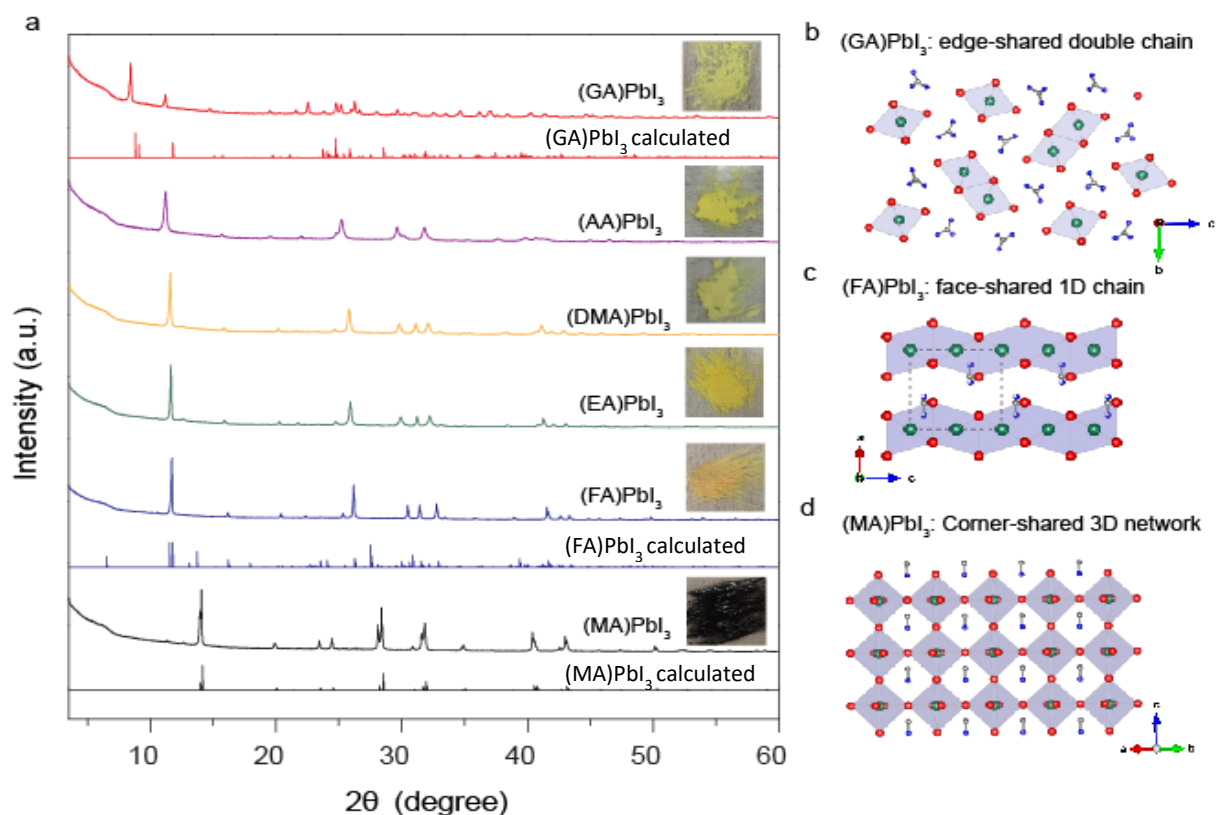 a
(GA)PbI₃
(GA)PbI₃ calculated
(AA)PbI₃
(DMA)PbI₃
(EA)PbI₃
(FA)PbI₃
(FA)PbI₃ calculated
(MA)PbI₃
(MA)PbI₃ calculated
Intensity (a.u.)
10 20 30 40 50 60
2θ (degree)
b
(GA)PbI₃: edge-shared double chain
c
b
c
(FA)PbI₃: face-shared 1D chain
c
d
(MA)PbI₃: Corner-shared 3D network
a
b